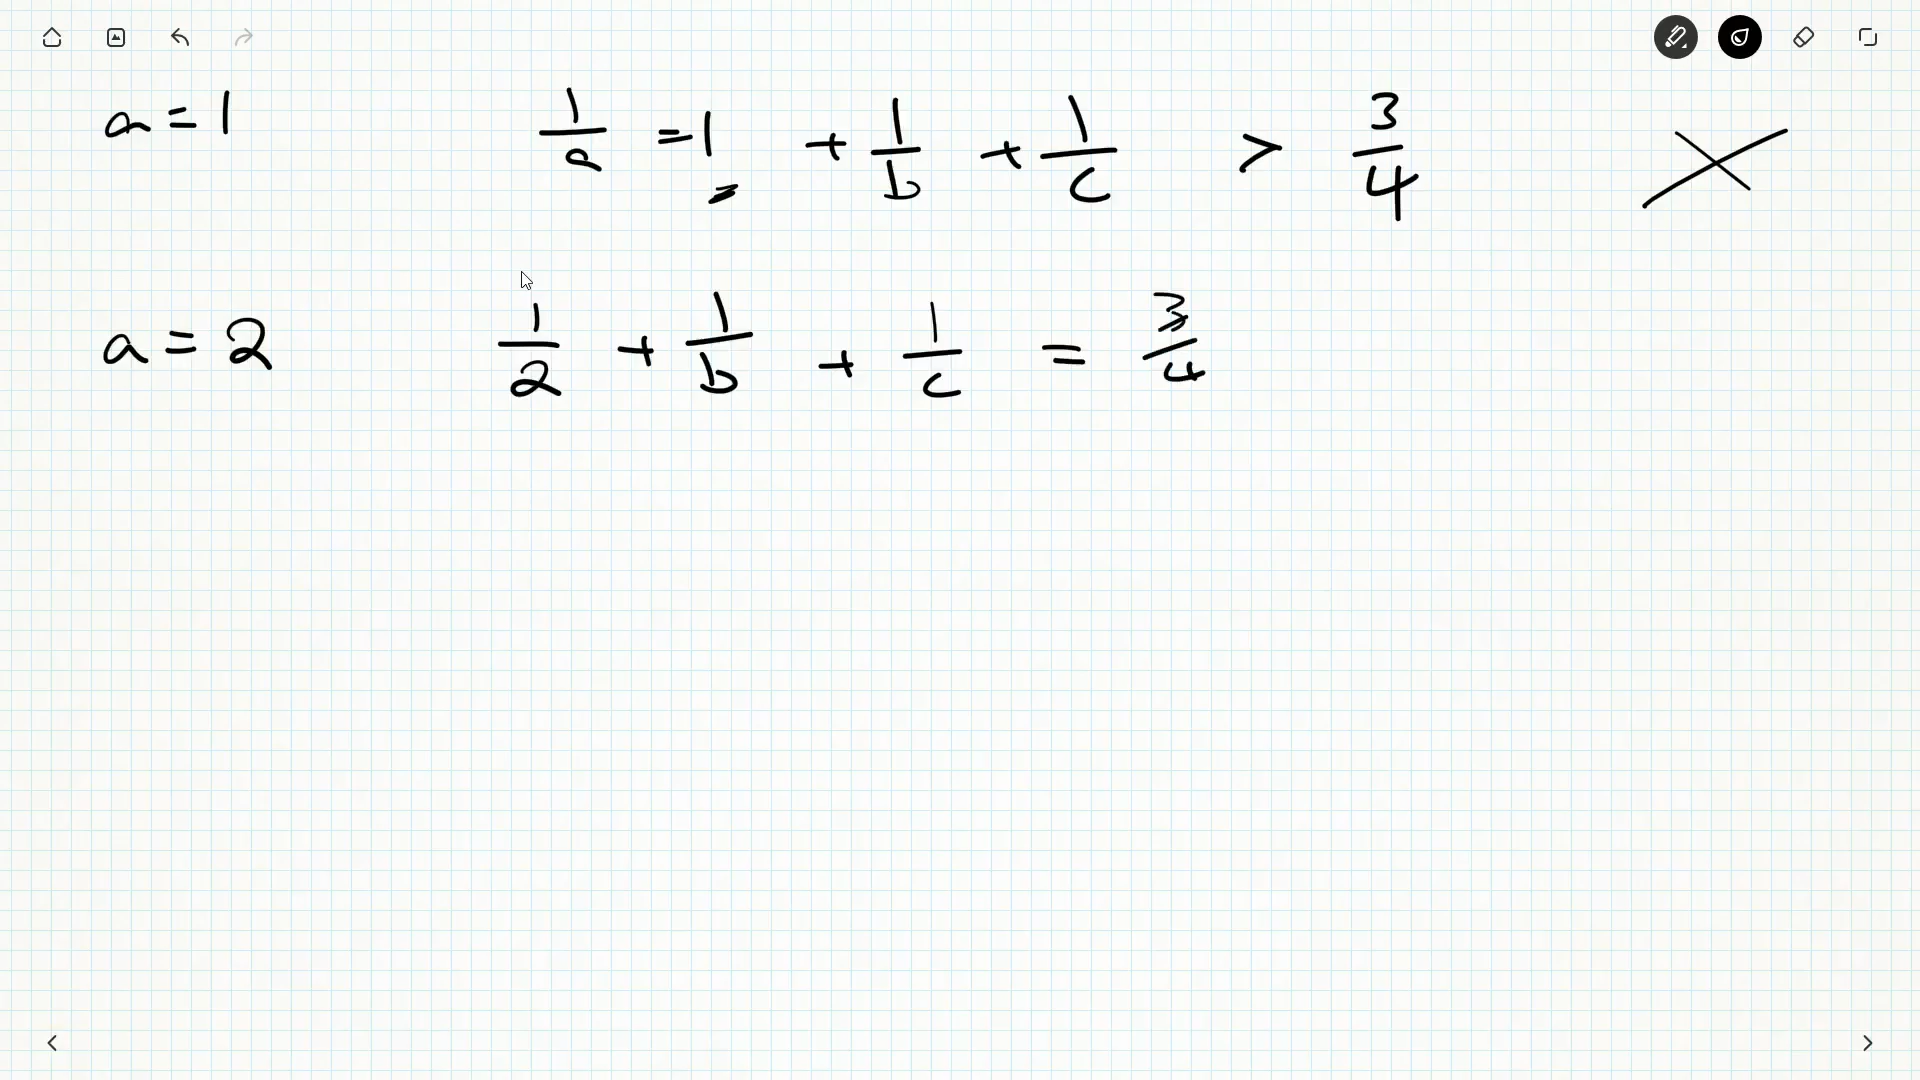 a = 1 1/a = 1 + 1/b + 1/c > 3/4
a = 2 1/2 + 1/b + 1/c = 3/4